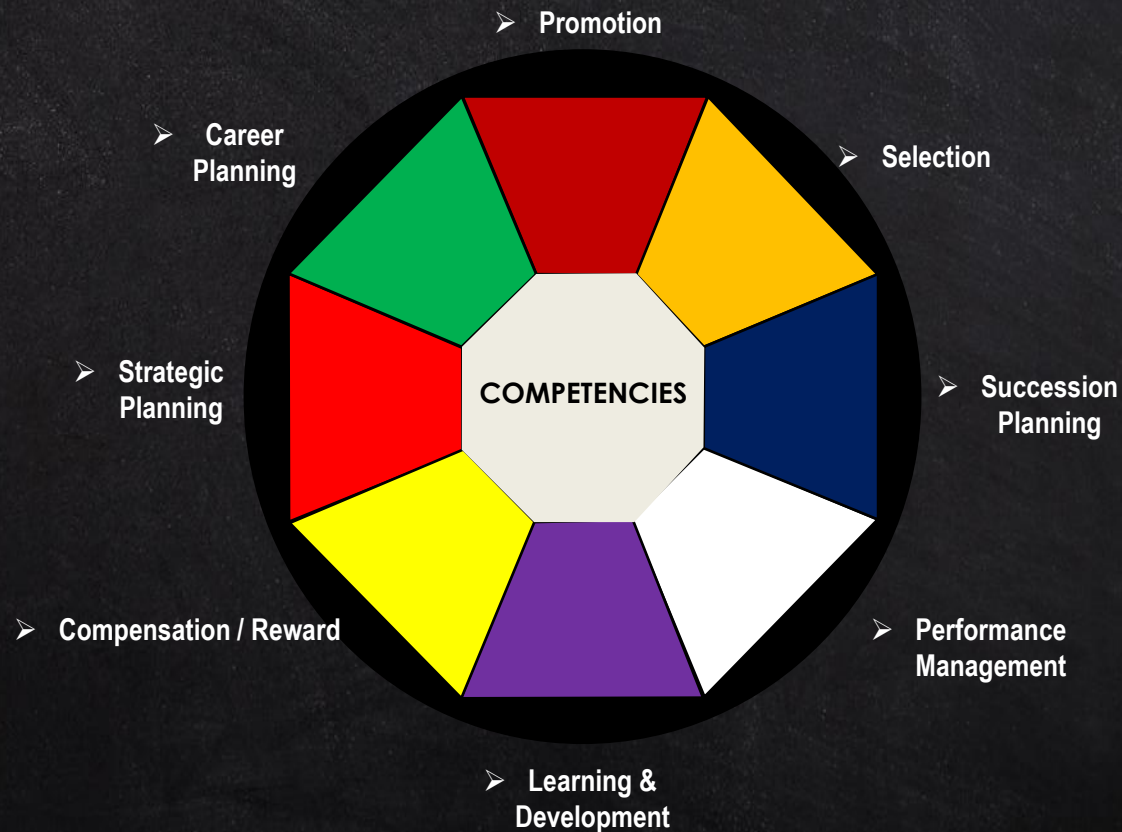 ➢ Promotion
➢ Career
Planning
➢ Selection
➢ Strategic
Planning
COMPETENCIES
➢ Succession
Planning
➢ Compensation / Reward
➢ Performance
Management
➢ Learning &
Development